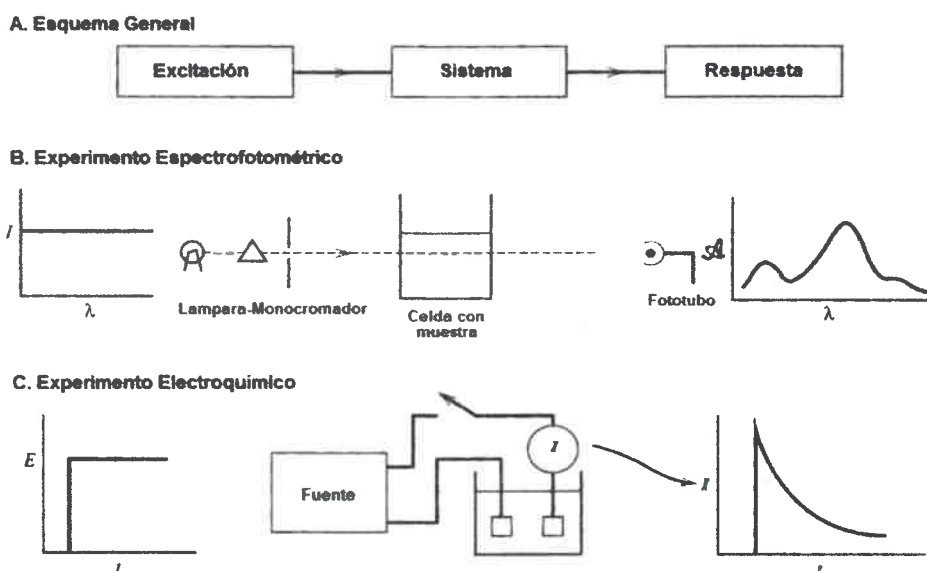 A. Esquema General
Excitación
Sistema
Respuesta
B. Experimento Espectrofotométrico
I
λ
Lampara-Monocromador
Celda con
muestra
Fototubo
A
λ
C. Experimento Electroquímico
E
t
Fuente
I
I
t